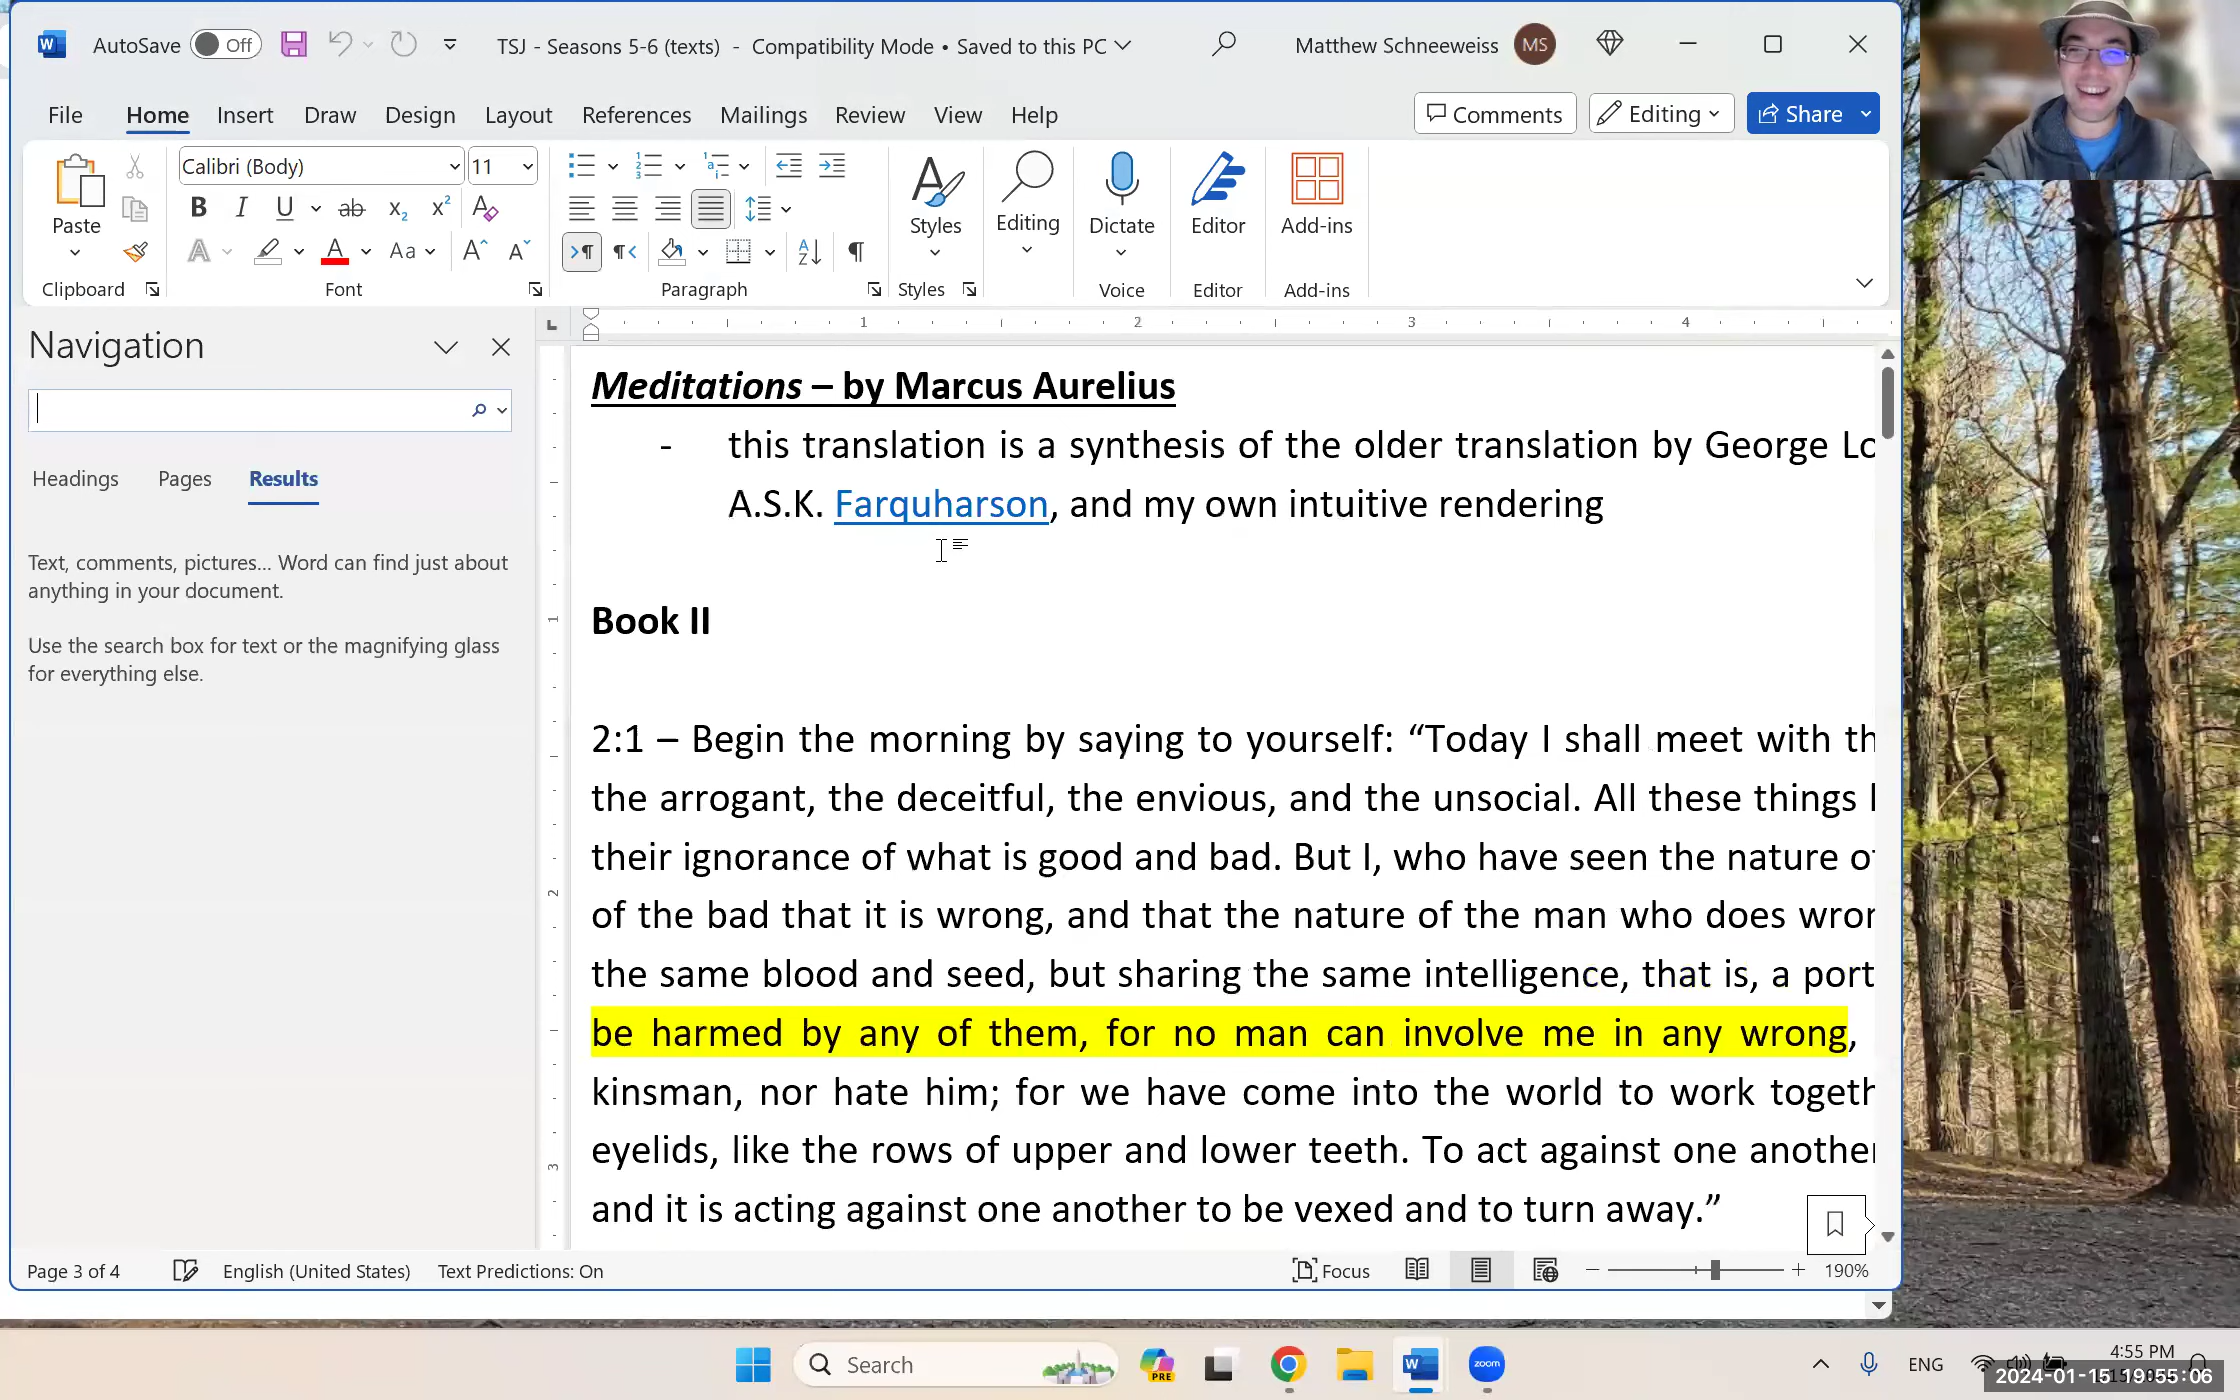 AutoSave Off TSJ - Seasons 5-6 (texts) - Compatibility Mode • Saved to this PC Matthew Schneeweiss MS
File Home Insert Draw Design Layout References Mailings Review View Help Comments Editing Share
Calibri (Body) 11
Paste Styles Editing Dictate Editor Add-ins
Clipboard Font Paragraph Styles Voice Editor Add-ins
Navigation
Headings Pages Results
Text, comments, pictures... Word can find just about
anything in your document.
Use the search box for text or the magnifying glass
for everything else.
1 2 3 4
Meditations – by Marcus Aurelius
- this translation is a synthesis of the older translation by George Lo
A.S.K. Farquharson, and my own intuitive rendering
Book II
2:1 – Begin the morning by saying to yourself: “Today I shall meet with th
the arrogant, the deceitful, the envious, and the unsocial. All these things
their ignorance of what is good and bad. But I, who have seen the nature of
of the bad that it is wrong, and that the nature of the man who does wror
the same blood and seed, but sharing the same intelligence, that is, a port
be harmed by any of them, for no man can involve me in any wrong,
kinsman, nor hate him; for we have come into the world to work togeth
eyelids, like the rows of upper and lower teeth. To act against one another
and it is acting against one another to be vexed and to turn away.”
Page 3 of 4 English (United States) Text Predictions: On Focus 190%
Search PRE zoom ENG 4:55 PM
2024-01-15 19:55:06